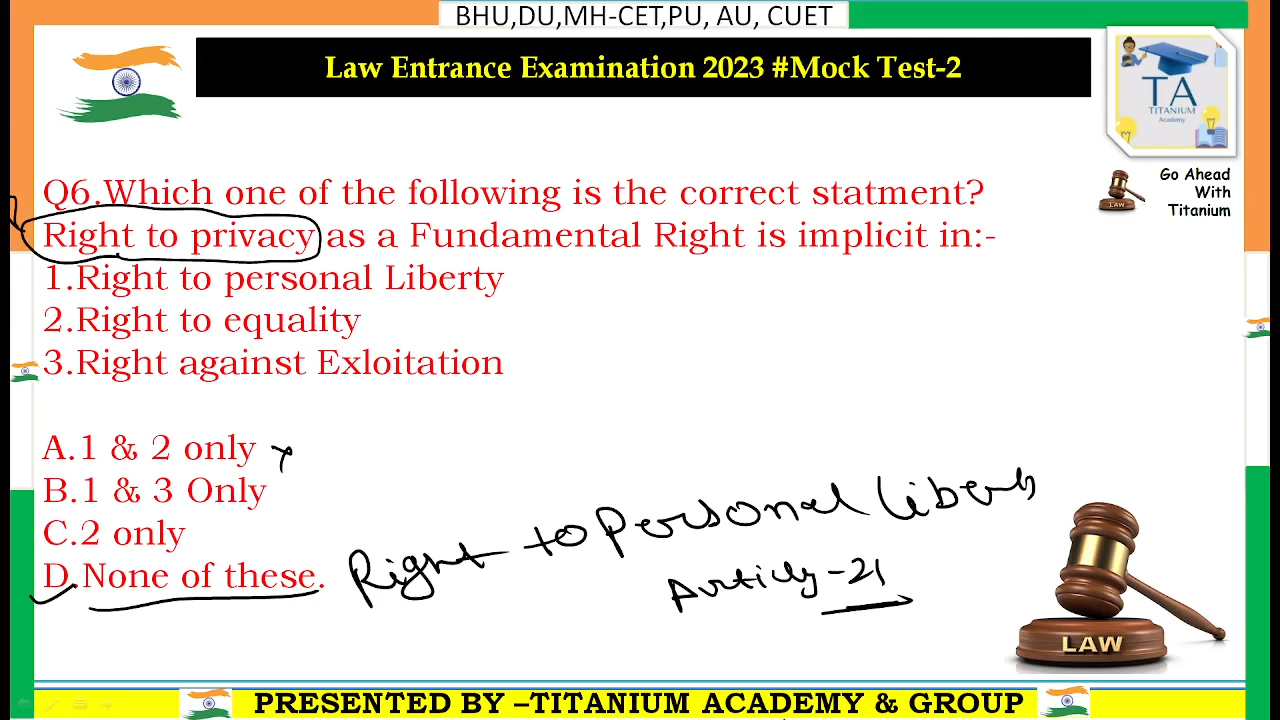 BHU,DU,MH-CET,PU, AU, CUET
Law Entrance Examination 2023 #Mock Test-2
TA
TITANIUM
Academy
Go Ahead
With
Titanium
LAW
Q6.Which one of the following is the correct statment?
Right to privacy as a Fundamental Right is implicit in:-
1.Right to personal Liberty
2.Right to equality
3.Right against Exloitation
A.1 & 2 only
B.1 & 3 Only
C.2 only
D.None of these.
Right to Personal
21
LAW
PRESENTED BY –TITANIUM ACADEMY & GROUP